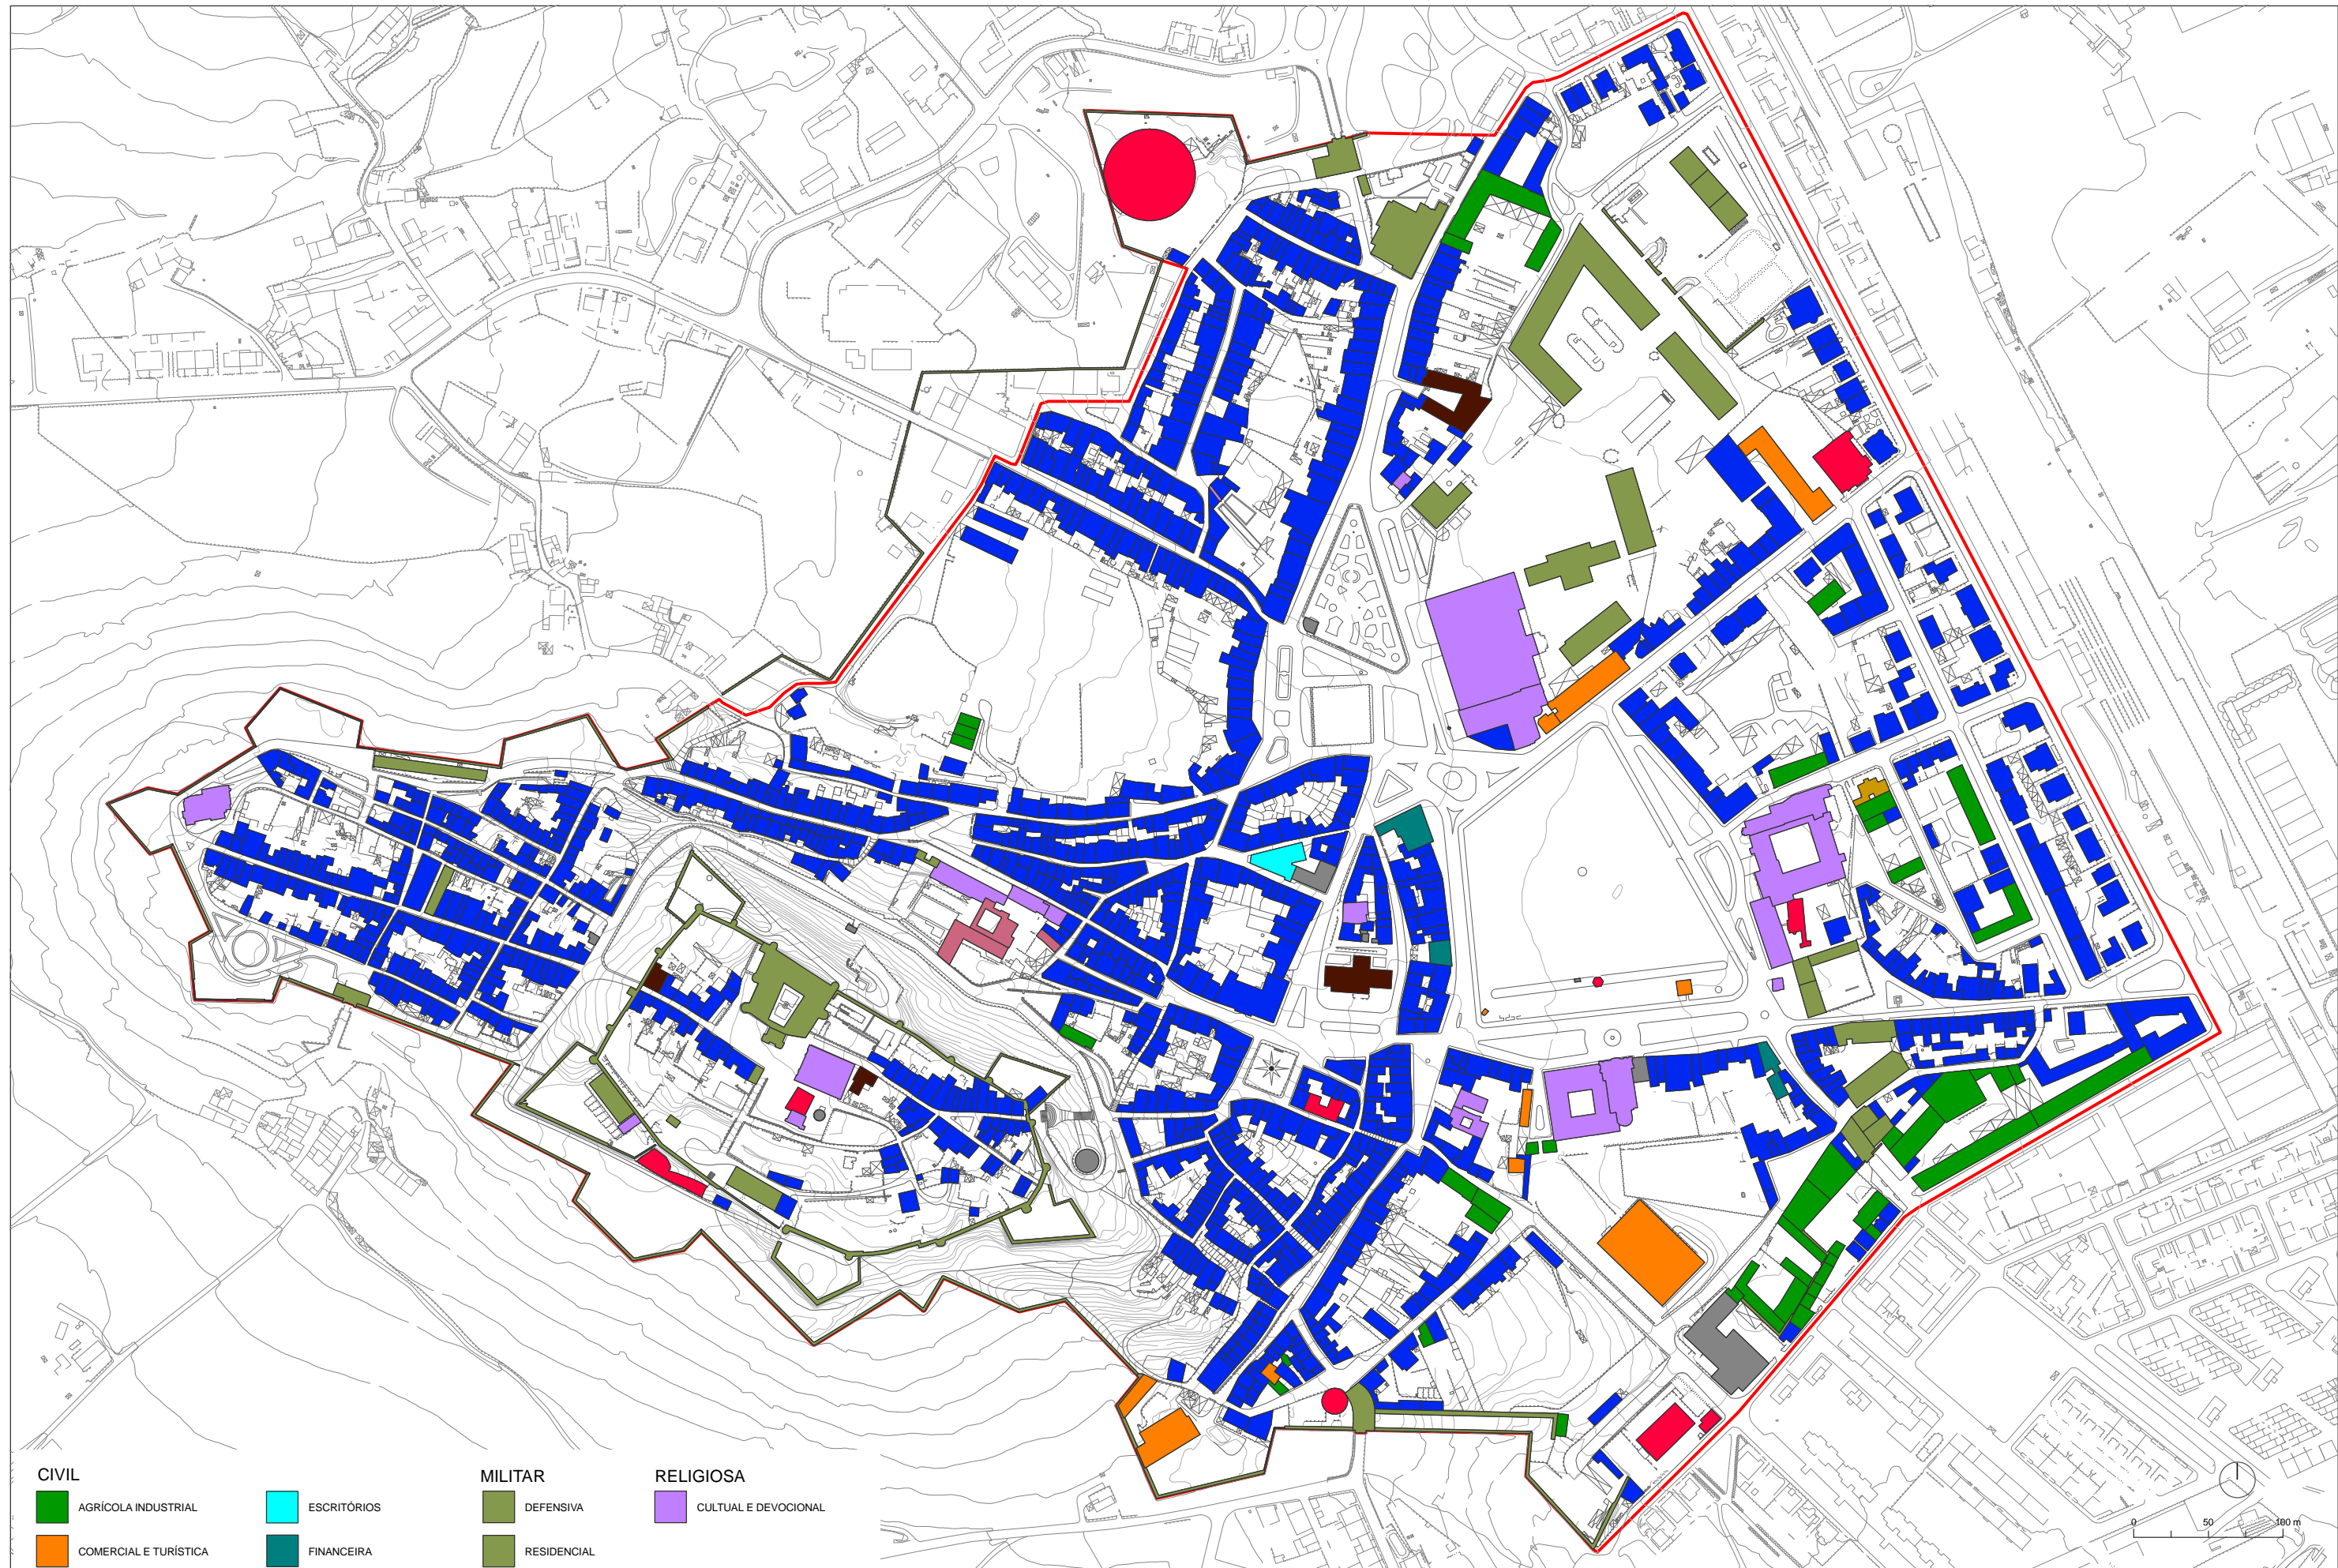 CIVIL
AGRÍCOLA INDUSTRIAL
COMERCIAL E TURÍSTICA
ESCRITÓRIOS
FINANCEIRA
MILITAR
DEFENSIVA
RESIDENCIAL
RELIGIOSA
CULTUAL E DEVOCIONAL
0 50 100 m